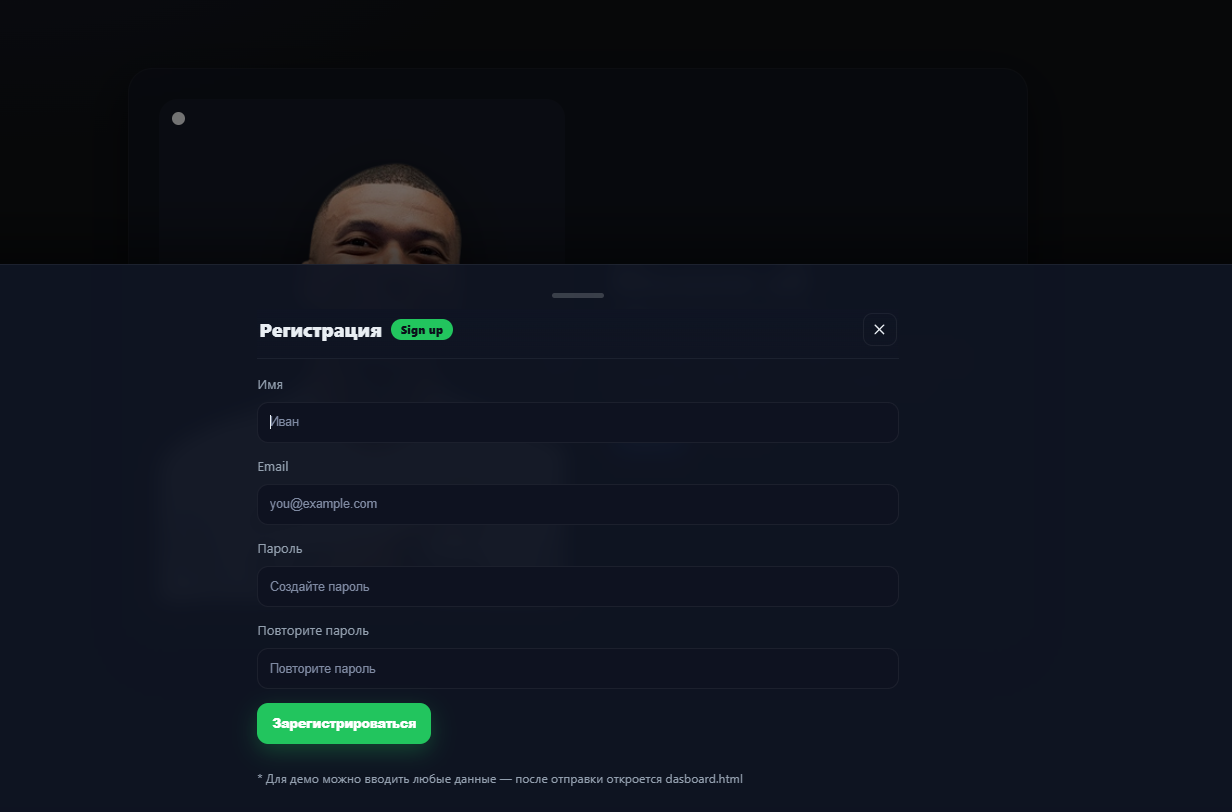 Регистрация Sign up
Имя
Иван
Email
you@example.com
Пароль
Создайте пароль
Повторите пароль
Повторите пароль
Зарегистрироваться
* Для демо можно вводить любые данные — после отправки откроется dasboard.html